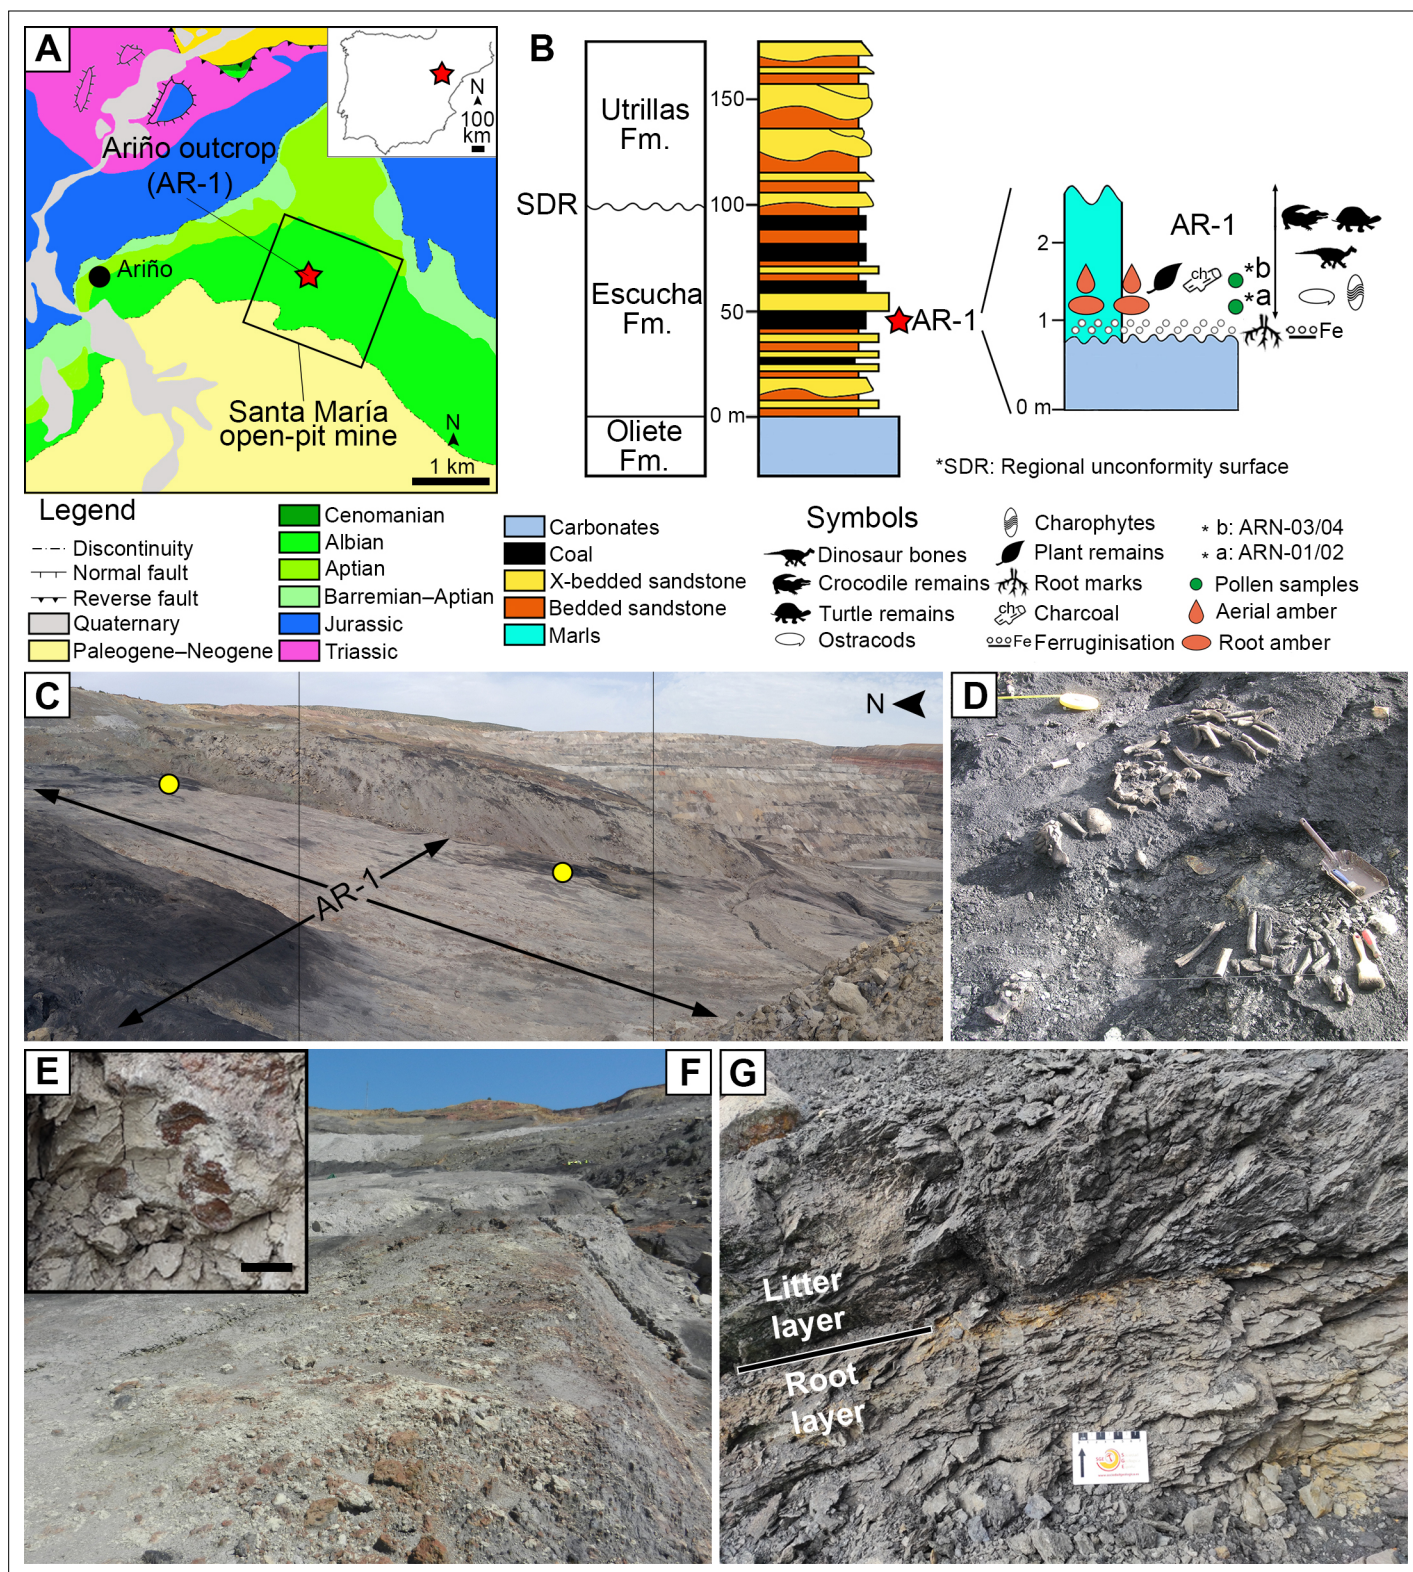 A
N
100
km
Ariño outcrop
(AR-1)
Ariño
Santa María
open-pit mine
N
1 km
B
Utrillas
Fm.
SDR
Escucha
Fm.
Oliete
Fm.
150
100
50
0 m
AR-1
2
1
0 m
AR-1
ch
*b
*a
Fe
*SDR: Regional unconformity surface
Legend
Discontinuity
Normal fault
Reverse fault
Quaternary
Paleogene–Neogene
Cenomanian
Albian
Aptian
Barremian–Aptian
Jurassic
Triassic
Carbonates
Coal
X-bedded sandstone
Bedded sandstone
Marls
Symbols
Dinosaur bones
Crocodile remains
Turtle remains
Ostracods
Charophytes
Plant remains
Root marks
ch Charcoal
Fe Ferruginisation
* b: ARN-03/04
* a: ARN-01/02
Pollen samples
Aerial amber
Root amber
C
N
AR-1
D
E
F
G
Litter
layer
Root
layer